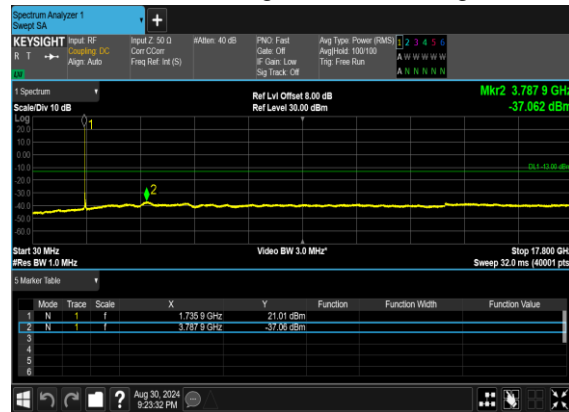 Spectrum Analyzer 1
Swept SA
+
KEYSIGHT Input: RF Input Z: 50 Ω #Atten: 40 dB PNO: Fast Avg Type: Power (RMS) 1 2 3 4 5 6
R T Coupling: DC Corr CCorr Gate: Off Avg|Hold: 100/100 A W W W W W
Align: Auto Freq Ref: Int (S) IF Gain: Low Trig: Free Run
LW Sig Track: Off A N N N N N
1 Spectrum Ref Lvl Offset 8.00 dB Mkr2 3.787 9 GHz
Scale/Div 10 dB Ref Level 30.00 dBm -37.062 dBm
Log
1
20.0
10.0
0.00
-10.0 DL1 -13.00 dBm
-20.0
-30.0 2
-40.0
-50.0
-60.0
Start 30 MHz Video BW 3.0 MHz* Stop 17.800 GHz
#Res BW 1.0 MHz Sweep 32.0 ms (40001 pts)
5 Marker Table
Mode Trace Scale X Y Function Function Width Function Value
1 N 1 f 1.735 9 GHz 21.01 dBm
2 N 1 f 3.787 9 GHz -37.06 dBm
3
4
5
6
? Aug 30, 2024
9:23:32 PM